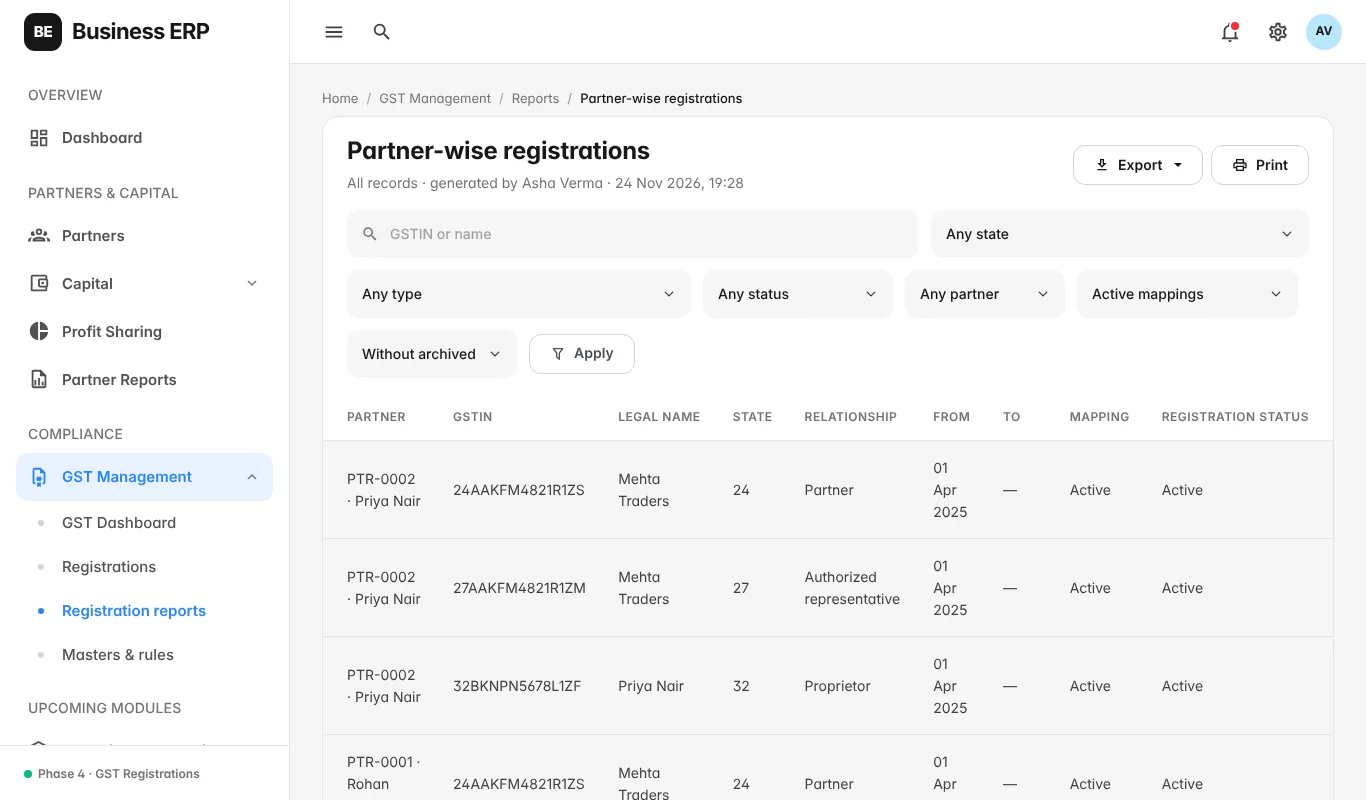 BE Business ERP
OVERVIEW
Dashboard
PARTNERS & CAPITAL
Partners
Capital
Profit Sharing
Partner Reports
COMPLIANCE
GST Management
GST Dashboard
Registrations
Registration reports
Masters & rules
UPCOMING MODULES
Phase 4 · GST Registrations
AV
Home / GST Management / Reports / Partner-wise registrations
Partner-wise registrations
All records · generated by Asha Verma · 24 Nov 2026, 19:28
Export
Print
GSTIN or name
Any state
Any type
Any status
Any partner
Active mappings
Without archived
Apply
PARTNER GSTIN LEGAL NAME STATE RELATIONSHIP FROM TO MAPPING REGISTRATION STATUS
PTR-0002
· Priya Nair
24AAKFM4821R1ZS
Mehta
Traders
24
Partner
01
Apr
2025
—
Active
Active
PTR-0002
· Priya Nair
27AAKFM4821R1ZM
Mehta
Traders
27
Authorized
representative
01
Apr
2025
—
Active
Active
PTR-0002
· Priya Nair
32BKNPN5678L1ZF
Priya Nair
32
Proprietor
01
Apr
2025
—
Active
Active
PTR-0001 ·
Rohan
24AAKFM4821R1ZS
Mehta
Traders
24
Partner
01
Apr
—
Active
Active